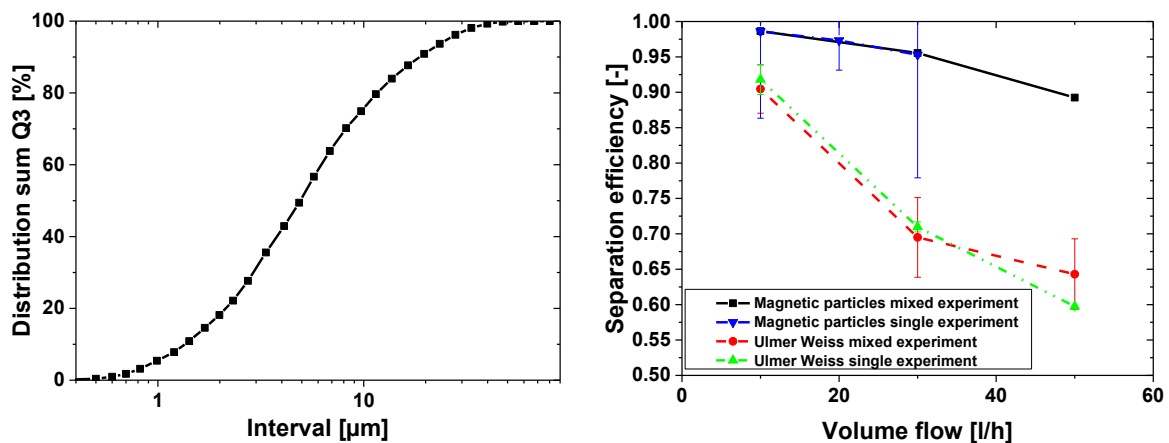 100
80
60
40
20
0
Distribution sum Q3 [%]
1
10
Interval [µm]
1.00
0.95
0.90
0.85
0.80
0.75
0.70
0.65
0.60
0.55
0.50
Separation efficiency [-]
Magnetic particles mixed experiment
Magnetic particles single experiment
Ulmer Weiss mixed experiment
Ulmer Weiss single experiment
0
20
40
60
Volume flow [l/h]